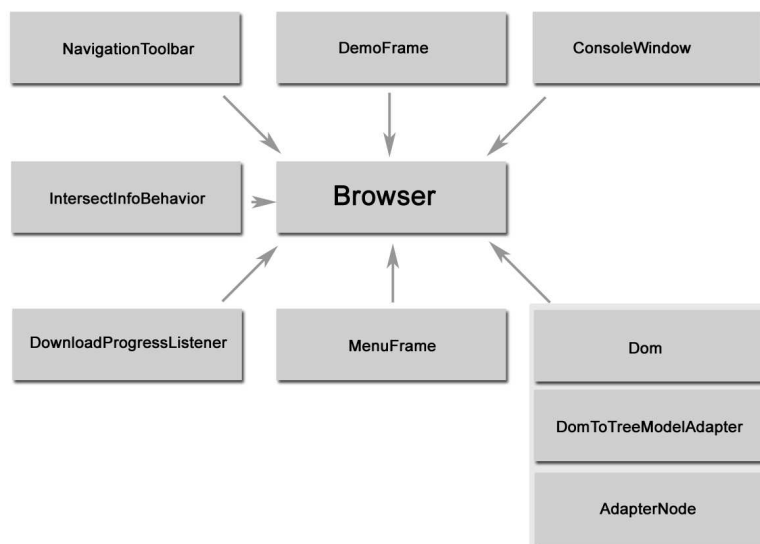 NavigationToolbar
DemoFrame
ConsoleWindow
IntersectInfoBehavior
Browser
DownloadProgressListener
MenuFrame
Dom
DomToTreeModelAdapter
AdapterNode